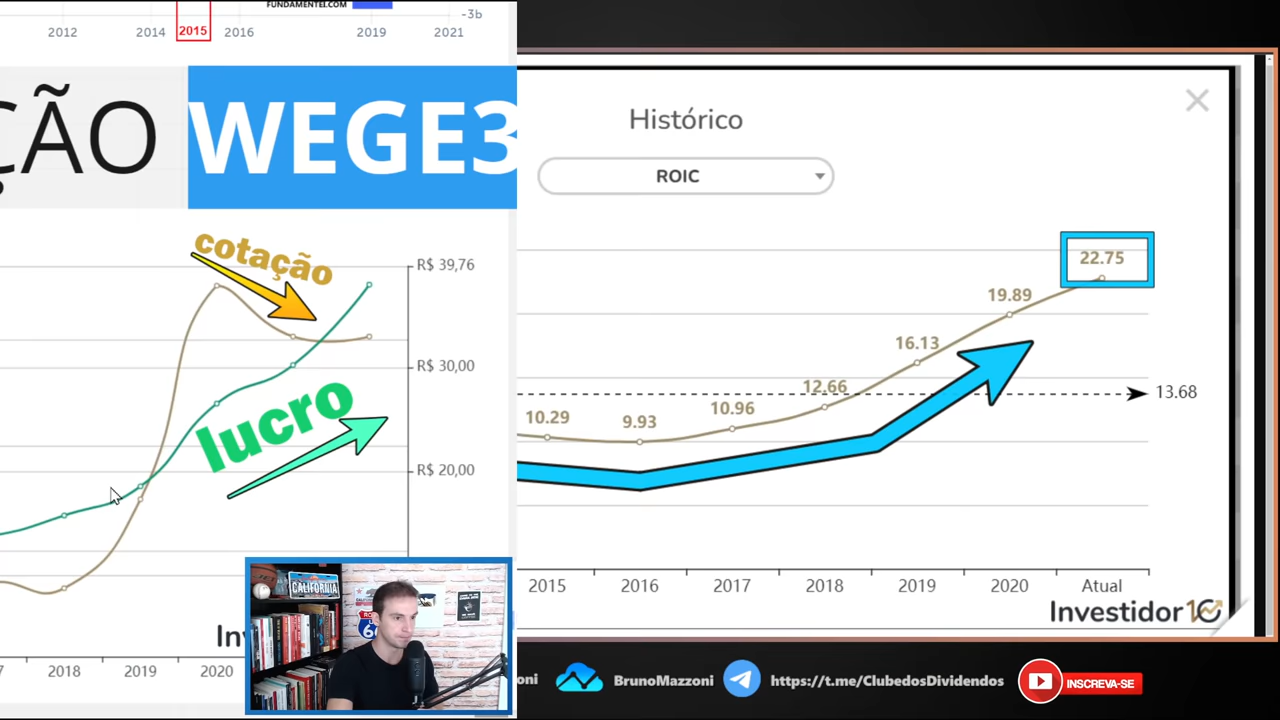 FUNDAMENTEI.COM
-3b
2012 2014 2015 2016 2019 2021
ÇÃO WEGE3
cotação
lucro
R$ 39,76
R$ 30,00
R$ 20,00
2018 2019 2020
Histórico
ROIC
22.75
19.89
16.13
12.66
10.96
9.93
10.29
13.68
2015 2016 2017 2018 2019 2020 Atual
Investidor10
CALIFORNIA
oni BrunoMazzoni https://t.me/ClubedosDividendos INSCREVA-SE